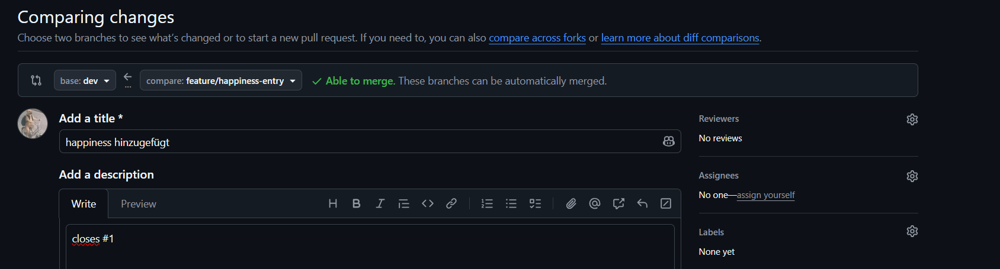 Comparing changes
Choose two branches to see what's changed or to start a new pull request. If you need to, you can also compare across forks or learn more about diff comparisons.
base: dev ... compare: feature/happiness-entry Able to merge. These branches can be automatically merged.
Add a title *
happiness hinzugefügt
Add a description
Write Preview
closes #1
Reviewers
No reviews
Assignees
No one—assign yourself
Labels
None yet